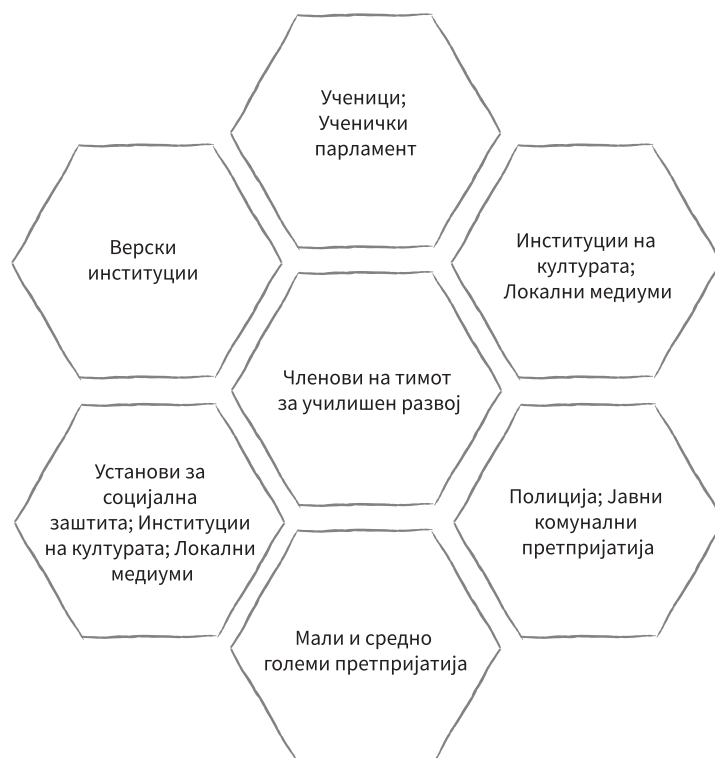 Ученици;
Ученички
парламент
Верски
институции
Институции на
културата;
Локални медиуми
Членови на тимот
за училишен развој
Установи за
социјална
заштита; Институции
на културата; Локални
медиуми
Полиција; Јавни
комунални
претпријатија
Мали и средно
големи претпријатија